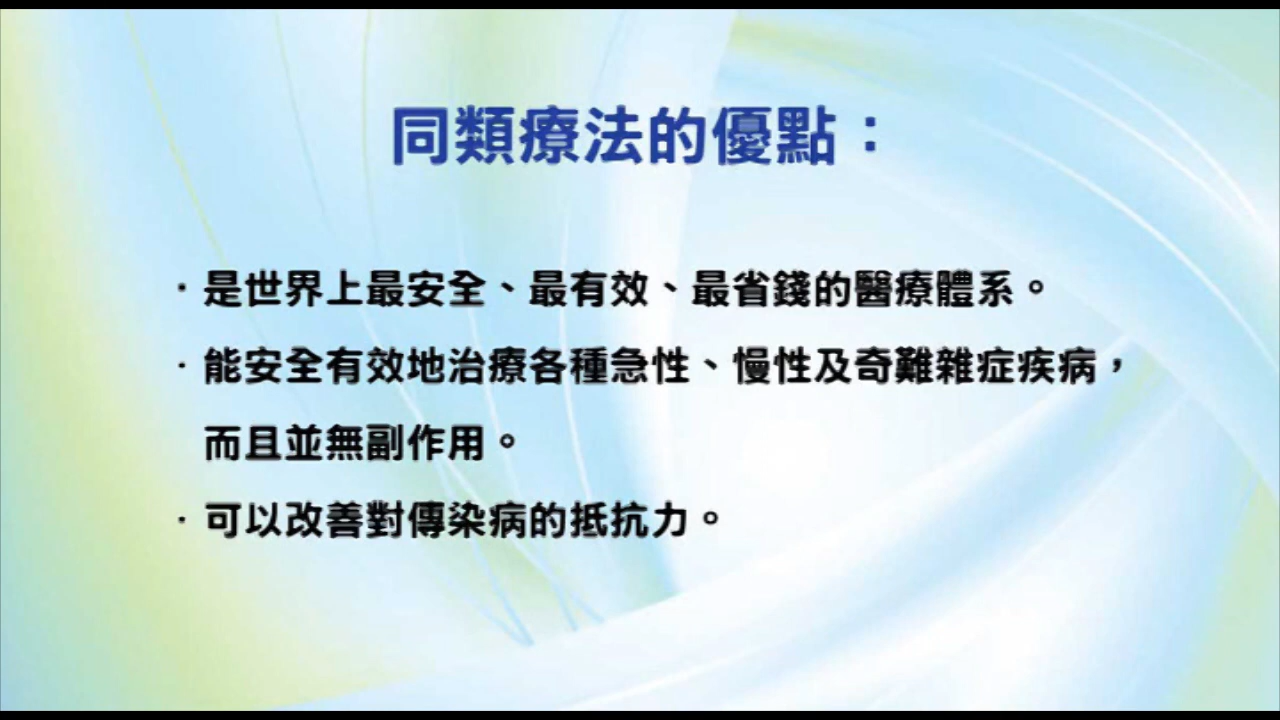 同類療法的優點：
·是世界上最安全、最有效、最省錢的醫療體系。
·能安全有效地治療各種急性、慢性及奇難雜症疾病，
而且並無副作用。
·可以改善對傳染病的抵抗力。